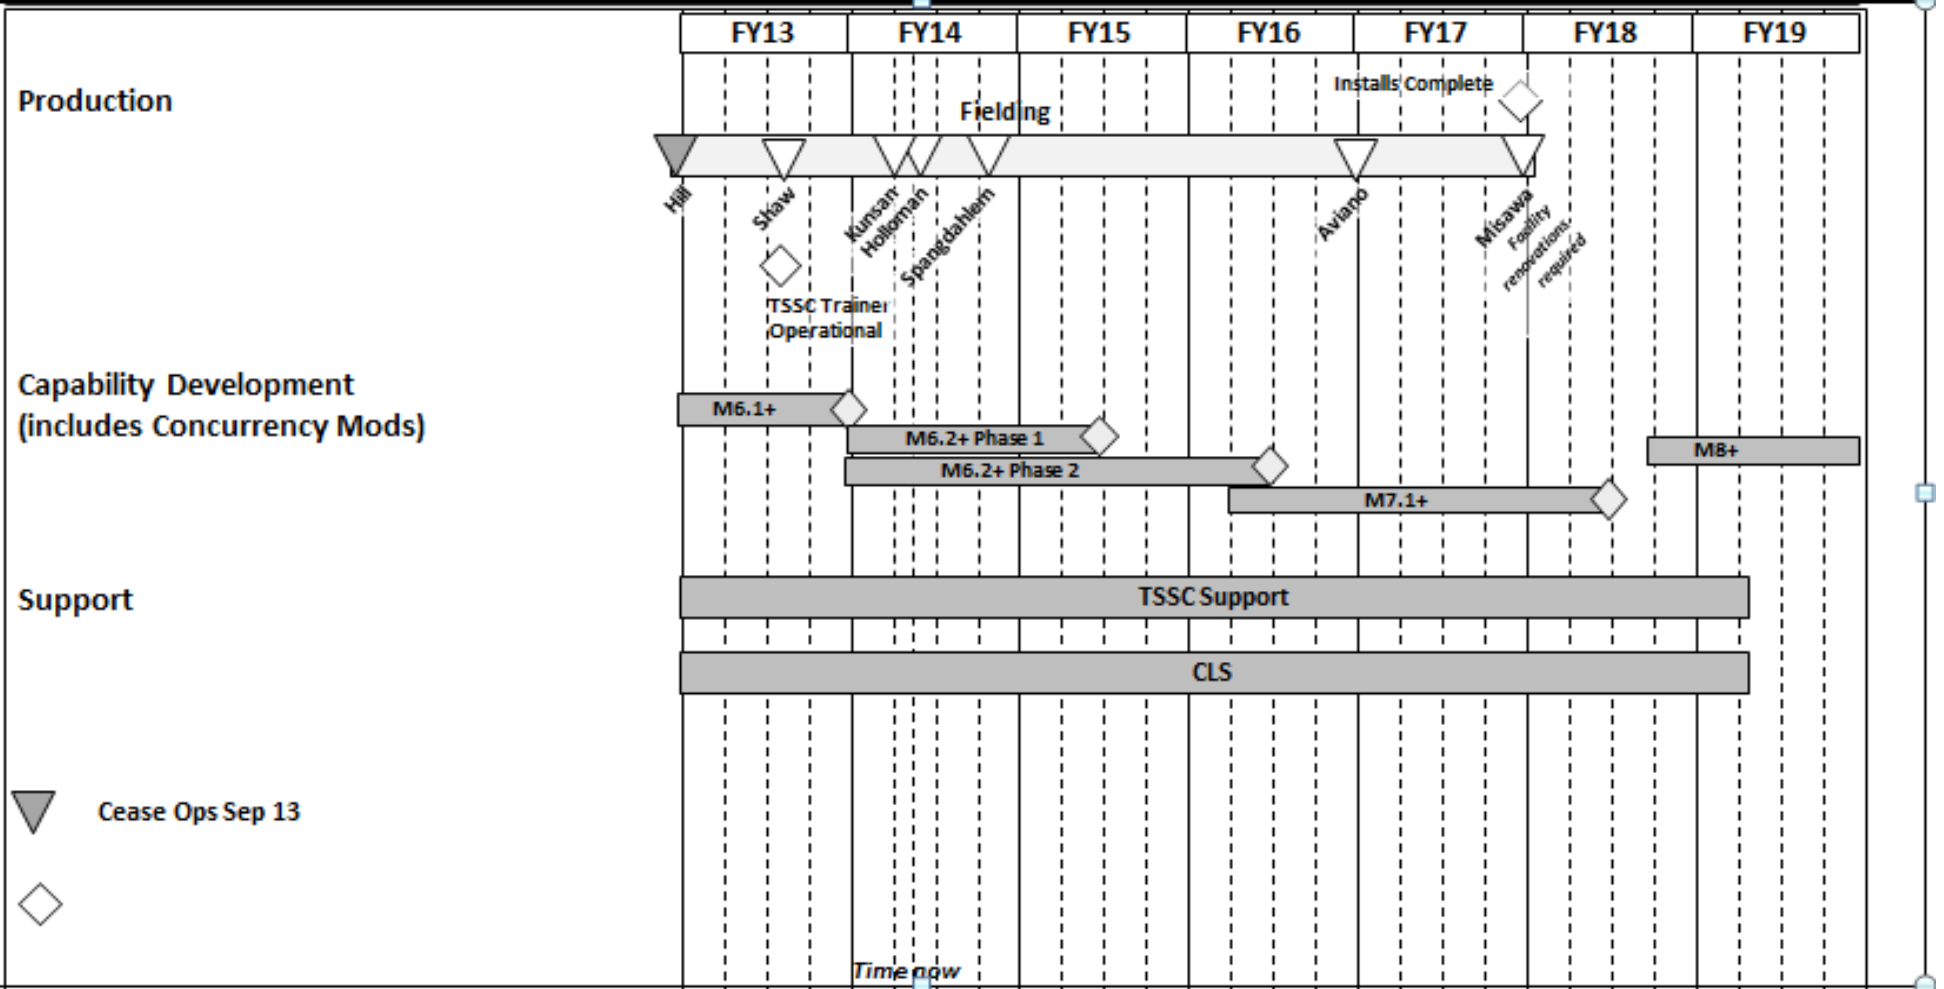 FY13 FY14 FY15 FY16 FY17 FY18 FY19
Production
Installs Complete
Fielding
Hill
Shaw
Kunsan
Holloman
Spangdahlem
Aviano
Misawa
Facility
renovations
required
TSSC Trainer
Operational
Capability Development
(includes Concurrency Mods)
M6.1+
M6.2+ Phase 1
M6.2+ Phase 2
M7.1+
M8+
Support
TSSC Support
CLS
Cease Ops Sep 13
Time now